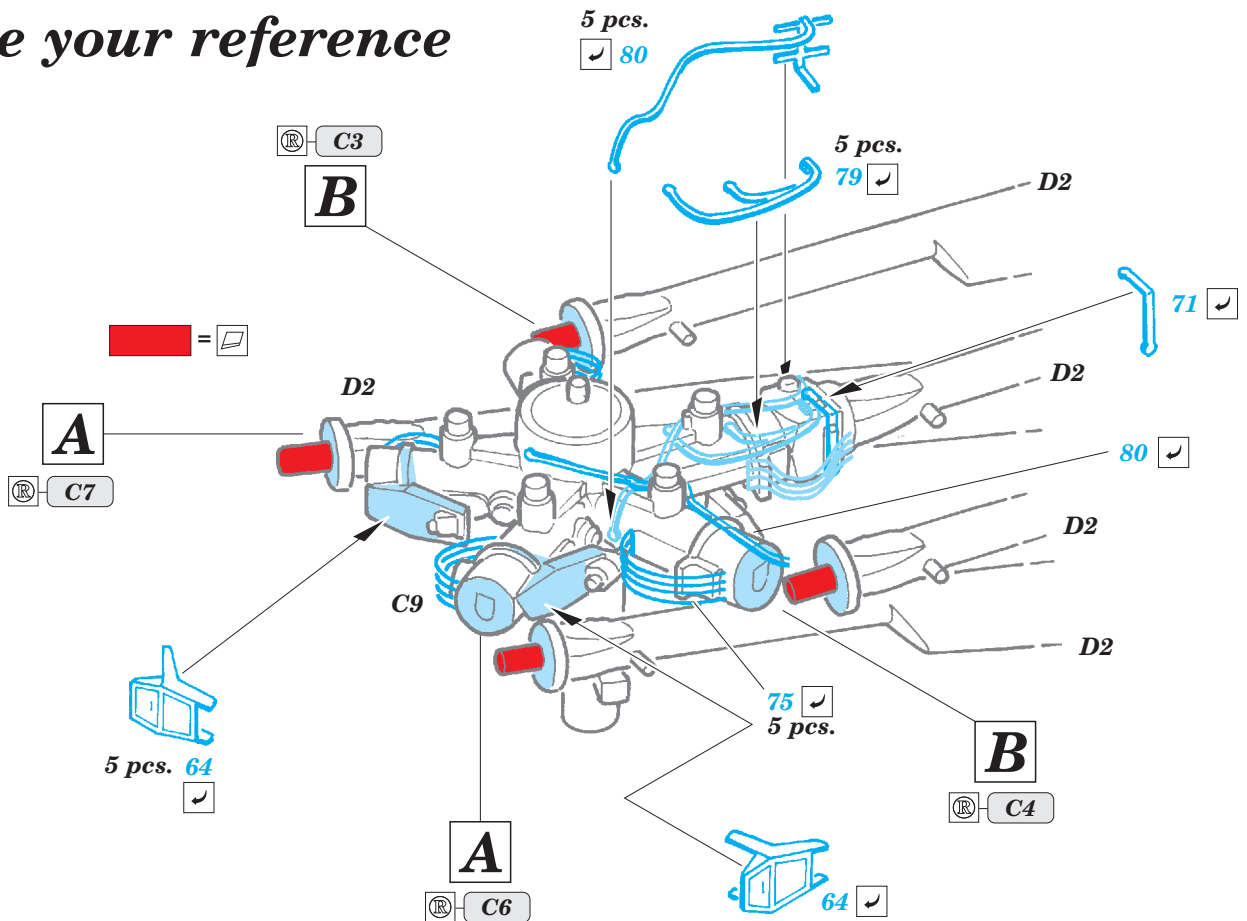 e your reference
5 pcs.
80
® C3
B
5 pcs.
79
D2
71
=
D2
D2
A
® C7
80
D2
C9
D2
75
5 pcs.
5 pcs. 64
B
® C4
A
® C6
64